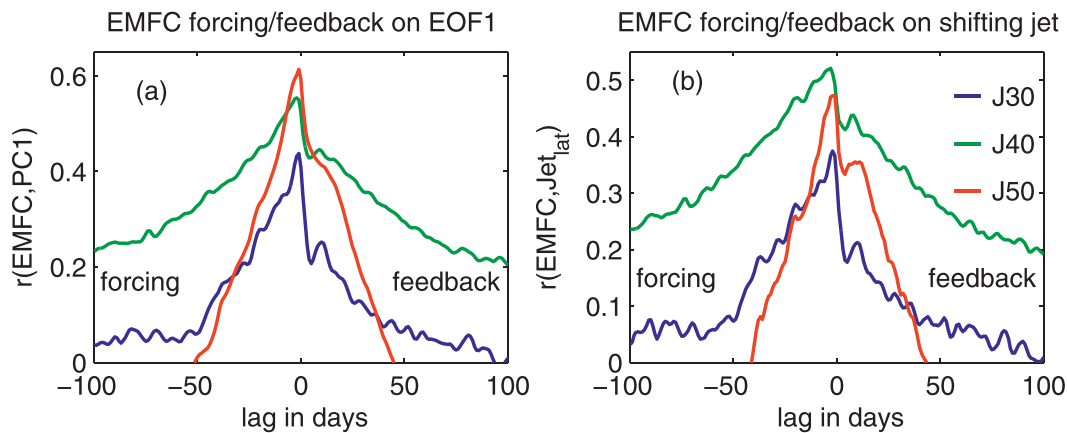 EMFC forcing/feedback on EOF1
(a)
r(EMFC,PC1)
0.6
0.4
0.2
0
forcing
feedback
−100
−50
0
50
100
lag in days
EMFC forcing/feedback on shifting jet
(b)
r(EMFC,Jet_lat)
0.5
0.4
0.3
0.2
0.1
0
J30
J40
J50
forcing
feedback
−100
−50
0
50
100
lag in days